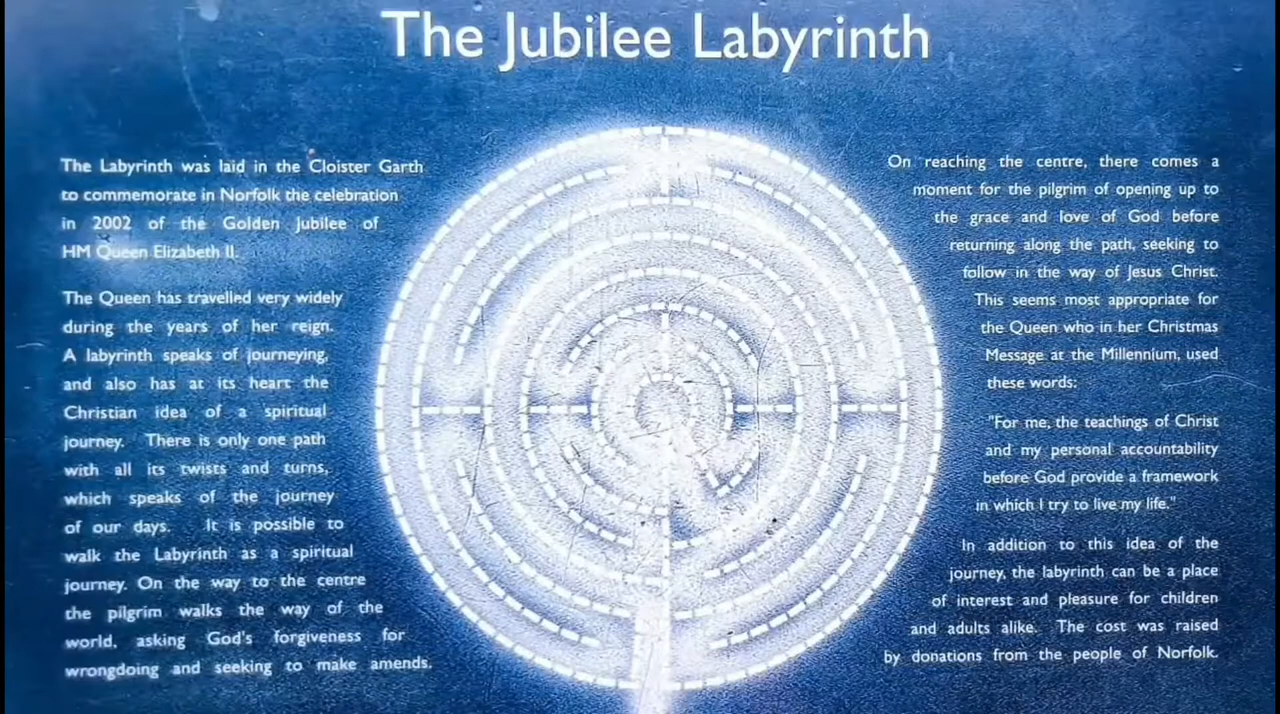 The Jubilee Labyrinth
The Labyrinth was laid in the Cloister Garth
to commemorate in Norfolk the celebration
in 2002 of the Golden Jubilee of
HM Queen Elizabeth II.
The Queen has travelled very widely
during the years of her reign.
A labyrinth speaks of journeying,
and also has at its heart the
Christian idea of a spiritual
journey. There is only one path
with all its twists and turns,
which speaks of the journey
of our days. It is possible to
walk the Labyrinth as a spiritual
journey. On the way to the centre
the pilgrim walks the way of the
world, asking God's forgiveness for
wrongdoing and seeking to make amends.
On reaching the centre, there comes a
moment for the pilgrim of opening up to
the grace and love of God before
returning along the path, seeking to
follow in the way of Jesus Christ.
This seems most appropriate for
the Queen who in her Christmas
Message at the Millennium, used
these words:
"For me, the teachings of Christ
and my personal accountability
before God provide a framework
in which I try to live my life."
In addition to this idea of the
journey, the labyrinth can be a place
of interest and pleasure for children
and adults alike. The cost was raised
by donations from the people of Norfolk.